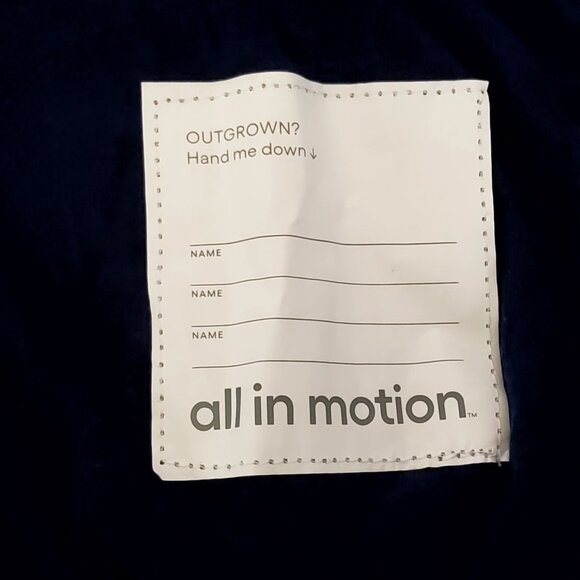 OUTGROWN?
Hand me down↓
NAME
NAME
NAME
all in motion™